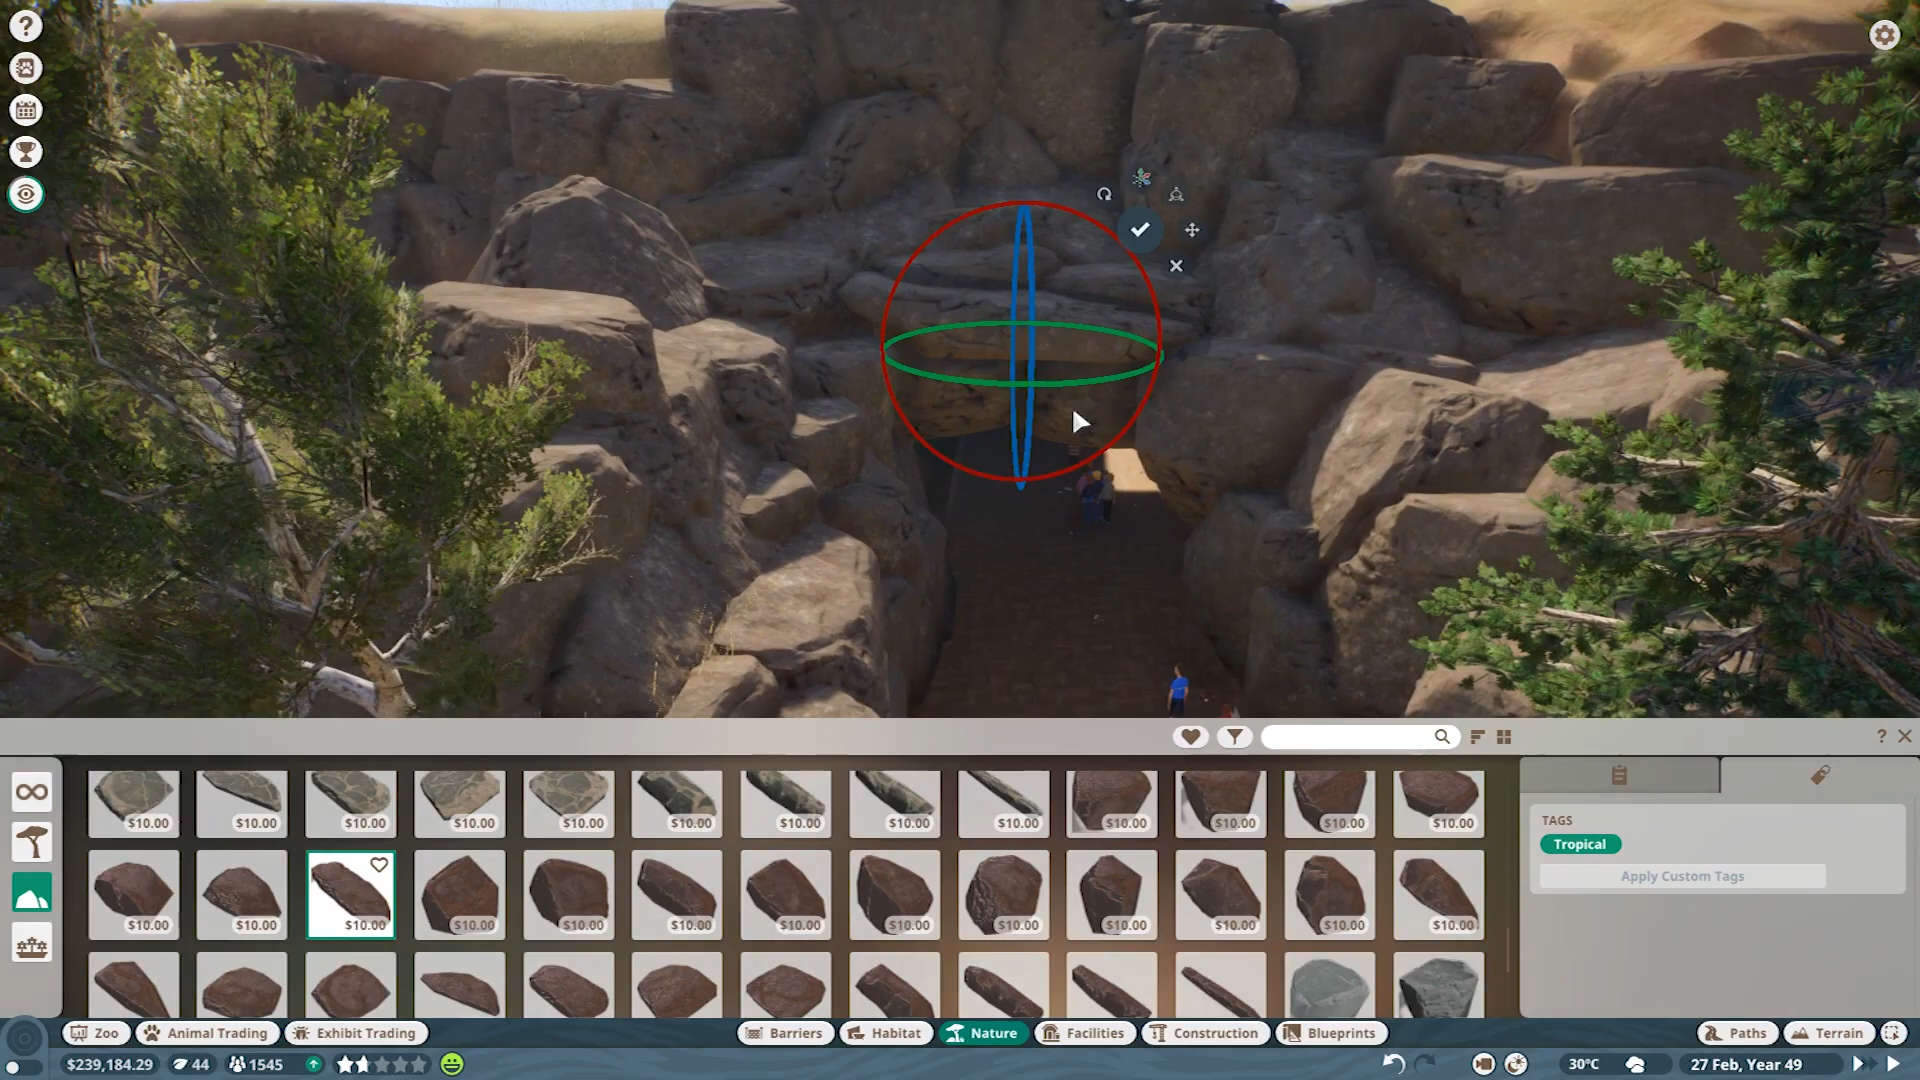 ?
$10.00 $10.00 $10.00 $10.00 $10.00 $10.00 $10.00 $10.00 $10.00 $10.00 $10.00 $10.00 $10.00
$10.00 $10.00 $10.00 $10.00 $10.00 $10.00 $10.00 $10.00 $10.00 $10.00 $10.00 $10.00 $10.00
?
TAGS
Tropical
Apply Custom Tags
Zoo Animal Trading Exhibit Trading Barriers Habitat Nature Facilities Construction Blueprints Paths Terrain
$239,184.29 44 1545 30°C 27 Feb, Year 49